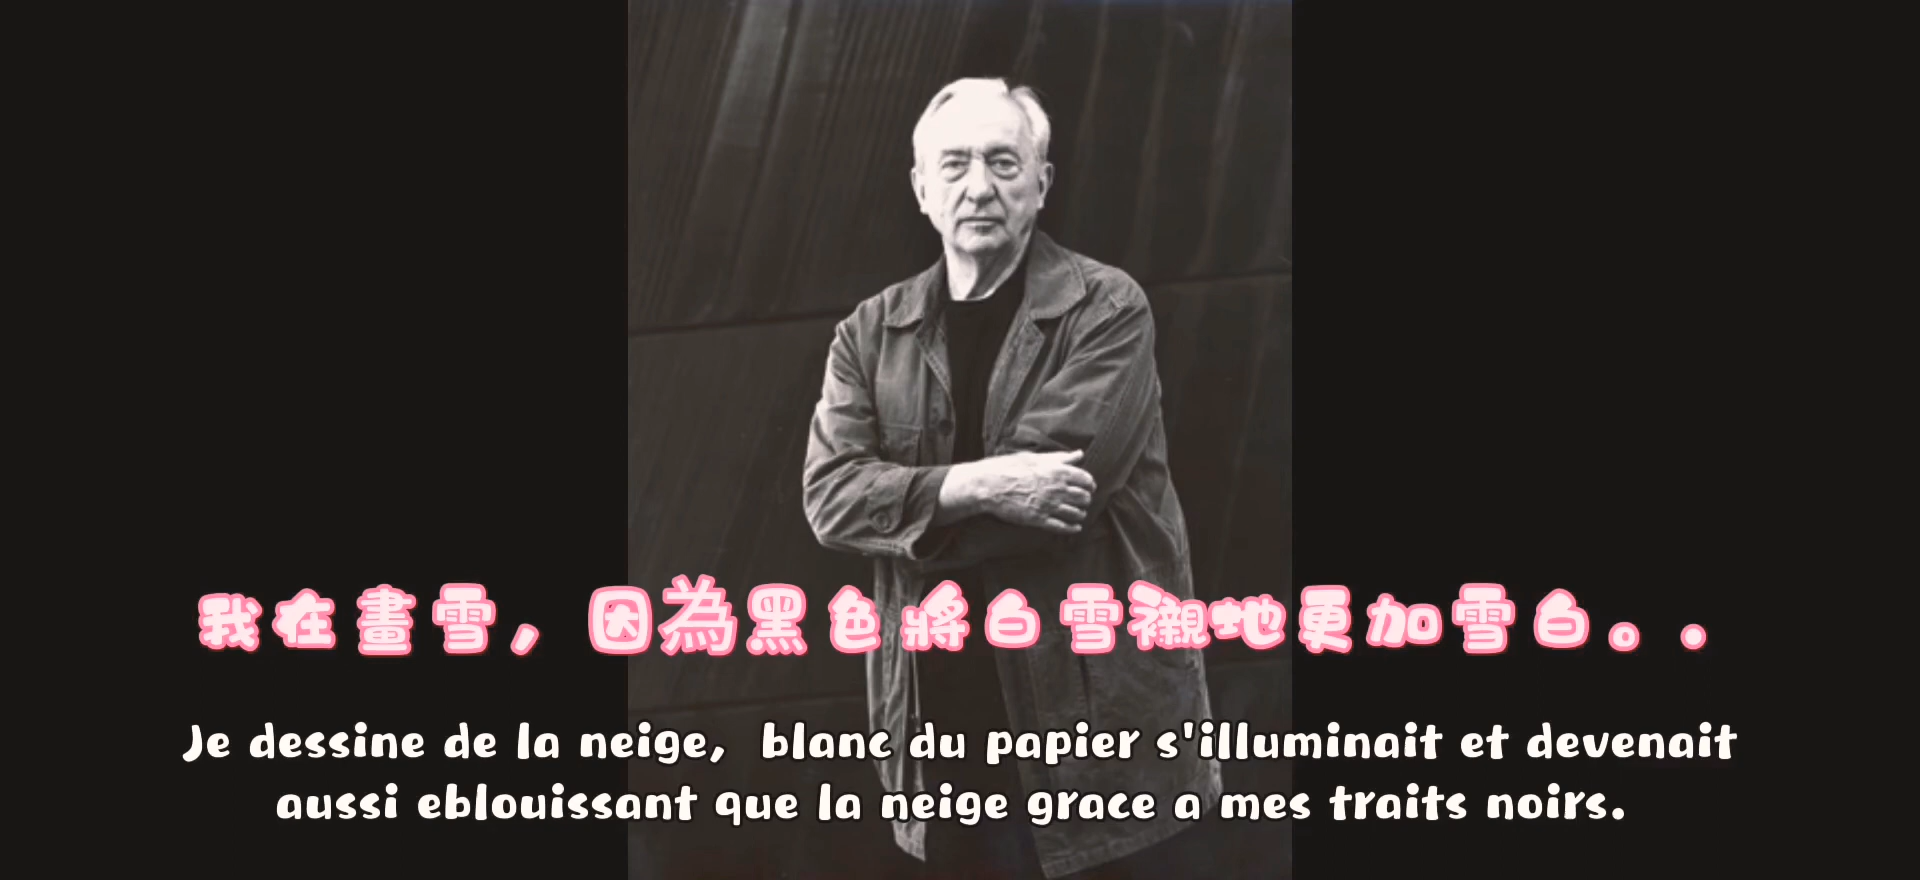 我在畫雪，因為黑色將白雪襯地更加雪白。.
Je dessine de la neige,  blanc du papier s'illuminait et devenait
aussi eblouissant que la neige grace a mes traits noirs.